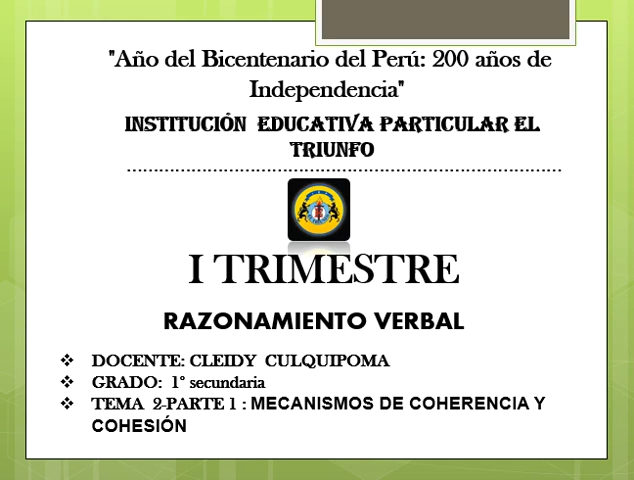 "Año del Bicentenario del Perú: 200 años de
Independencia"
INSTITUCIÓN EDUCATIVA PARTICULAR EL
TRIUNFO
I TRIMESTRE
RAZONAMIENTO VERBAL
❖ DOCENTE: CLEIDY CULQUIPOMA
❖ GRADO: 1° secundaria
❖ TEMA 2-PARTE 1 : MECANISMOS DE COHERENCIA Y
COHESIÓN